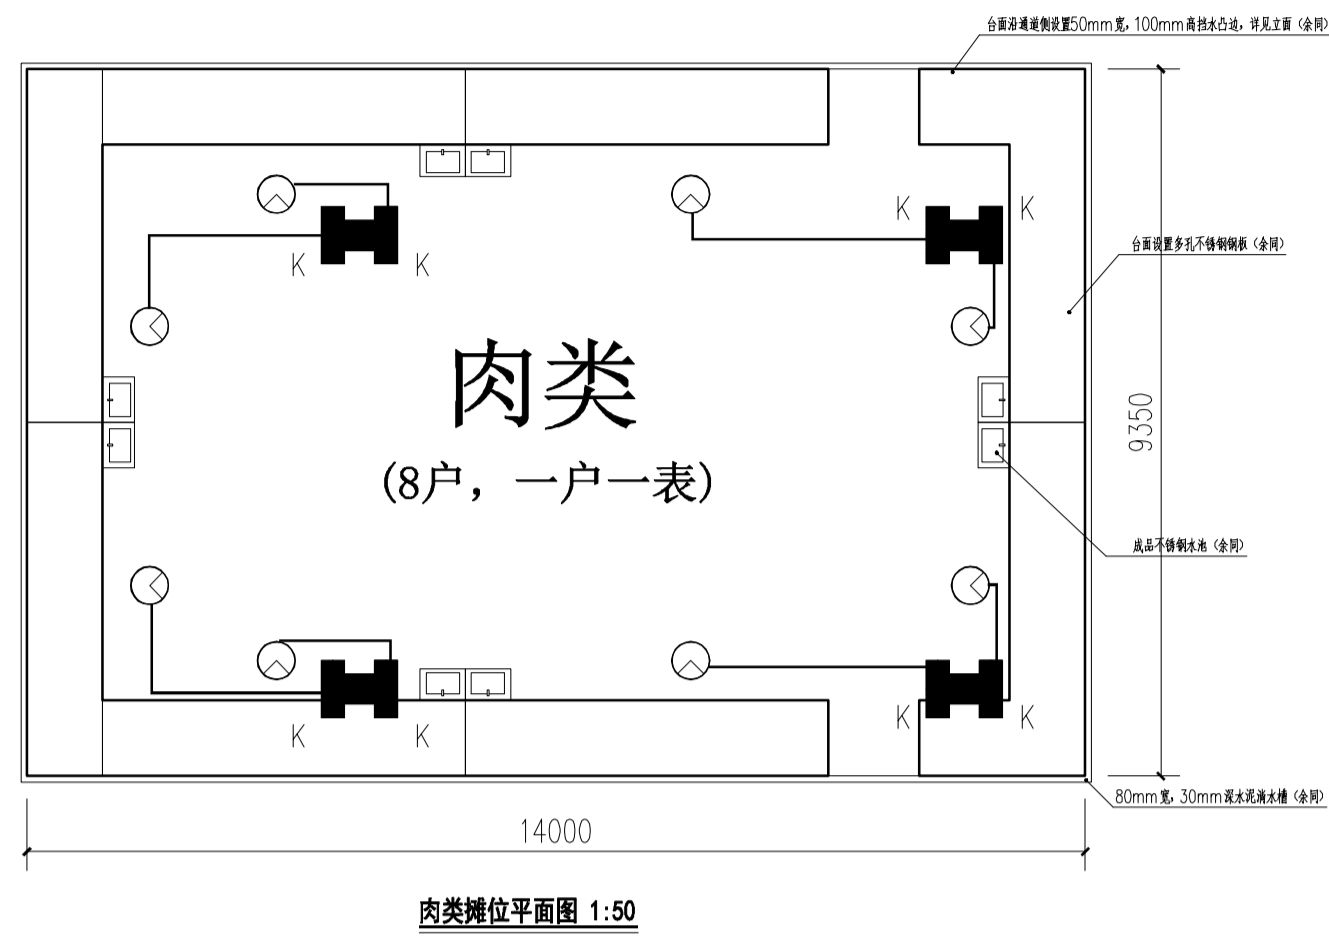 台面沿通道侧设置50mm宽，100mm高挡水凸边，详见立面（余同）
K K
台面设置多孔不锈钢钢板（余同）
K K
肉类
(8户，一户一表)
9350
成品不锈钢水池（余同）
K K
K K
80mm宽，30mm深水泥淌水槽（余同）
14000
肉类摊位平面图 1:50